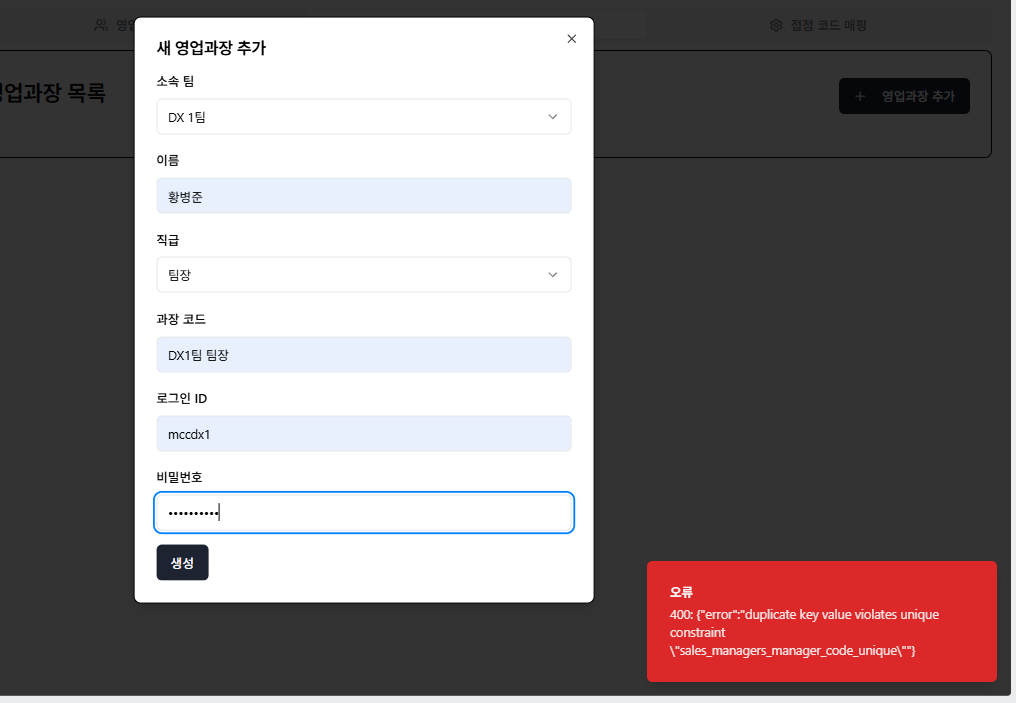 영업
접점 코드 매핑
영업과장 목록
영업과장 추가
새 영업과장 추가
소속 팀
DX 1팀
이름
황병준
직급
팀장
과장 코드
DX1팀 팀장
로그인 ID
mccdx1
비밀번호
••••••••••
생성
오류
400: {"error":"duplicate key value violates unique
constraint
\"sales_managers_manager_code_unique\""}